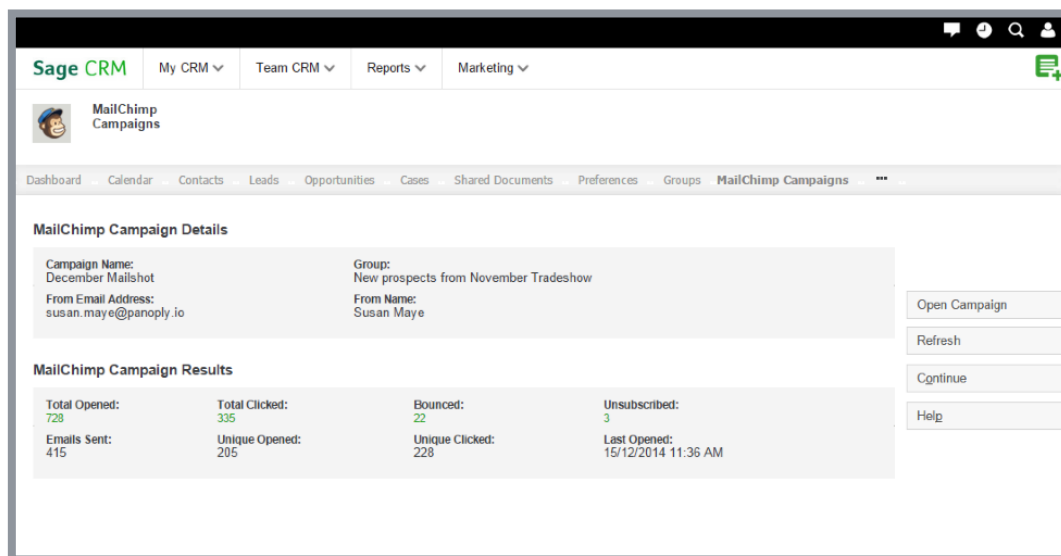 Sage CRM My CRM Team CRM Reports Marketing
MailChimp
Campaigns
Dashboard Calendar Contacts Leads Opportunities Cases Shared Documents Preferences Groups MailChimp Campaigns ...
MailChimp Campaign Details
Campaign Name: Group:
December Mailshot New prospects from November Tradeshow
From Email Address: From Name:
susan.maye@panoply.io Susan Maye
Open Campaign
Refresh
Continue
Help
MailChimp Campaign Results
Total Opened: Total Clicked: Bounced: Unsubscribed:
728 335 22 3
Emails Sent: Unique Opened: Unique Clicked: Last Opened:
415 205 228 15/12/2014 11:36 AM